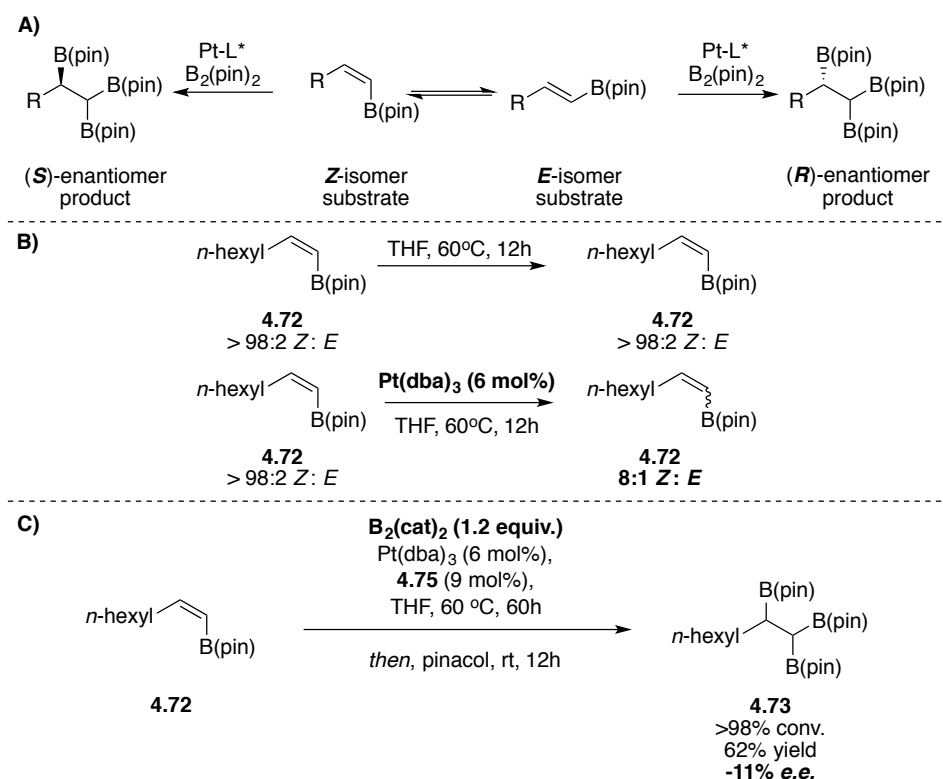 A)
B(pin)
R
B(pin)
B(pin)
Pt-L*
B2(pin)2
R
B(pin)
R
B(pin)
Pt-L*
B2(pin)2
B(pin)
R
B(pin)
B(pin)
(S)-enantiomer
product
Z-isomer
substrate
E-isomer
substrate
(R)-enantiomer
product
B)
n-hexyl
B(pin)
THF, 60ºC, 12h
n-hexyl
B(pin)
4.72
> 98:2 Z: E
4.72
> 98:2 Z: E
n-hexyl
B(pin)
Pt(dba)3 (6 mol%)
THF, 60ºC, 12h
n-hexyl
B(pin)
4.72
> 98:2 Z: E
4.72
8:1 Z: E
C)
n-hexyl
B(pin)
4.72
B2(cat)2 (1.2 equiv.)
Pt(dba)3 (6 mol%),
4.75 (9 mol%),
THF, 60 ºC, 60h
then, pinacol, rt, 12h
B(pin)
n-hexyl
B(pin)
B(pin)
4.73
>98% conv.
62% yield
-11% e.e.